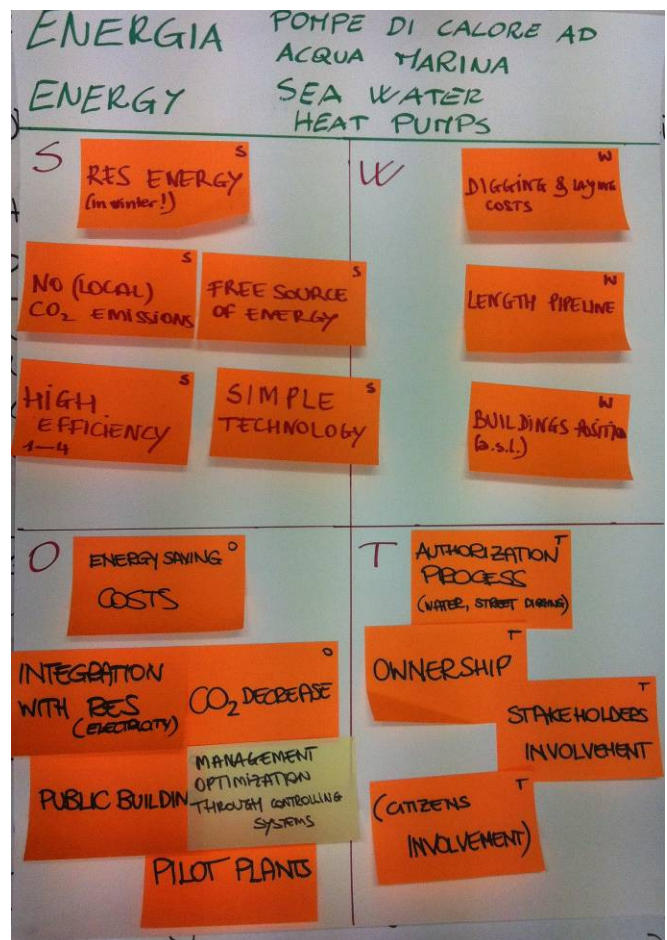 ENERGIA
ENERGY
POMPE DI CALORE AD
ACQUA MARINA
SEA WATER
HEAT PUMPS
S
S
RES ENERGY
(in winter!)
S
NO (LOCAL)
CO₂ EMISSIONS
S
FREE SOURCE
OF ENERGY
S
HIGH
EFFICIENCY
1—4
S
SIMPLE
TECHNOLOGY
W
W
DIGGING & LAYING
COSTS
W
LENGTH PIPELINE
W
BUILDINGS POSITION
(a.s.l.)
O
O
ENERGY SAVING
COSTS
INTEGRATION
WITH RES
(ELECTRICITY)
O
CO₂ DECREASE
PUBLIC BUILDIN
MANAGEMENT
OPTIMIZATION
THROUGH CONTROLLING
SYSTEMS
PILOT PLANTS
T
T
AUTHORIZATION
PROCESS
(WATER, STREET DIGGING)
T
OWNERSHIP
T
STAKEHOLDERS
INVOLVEMENT
T
(CITIZENS
INVOLVEMENT)